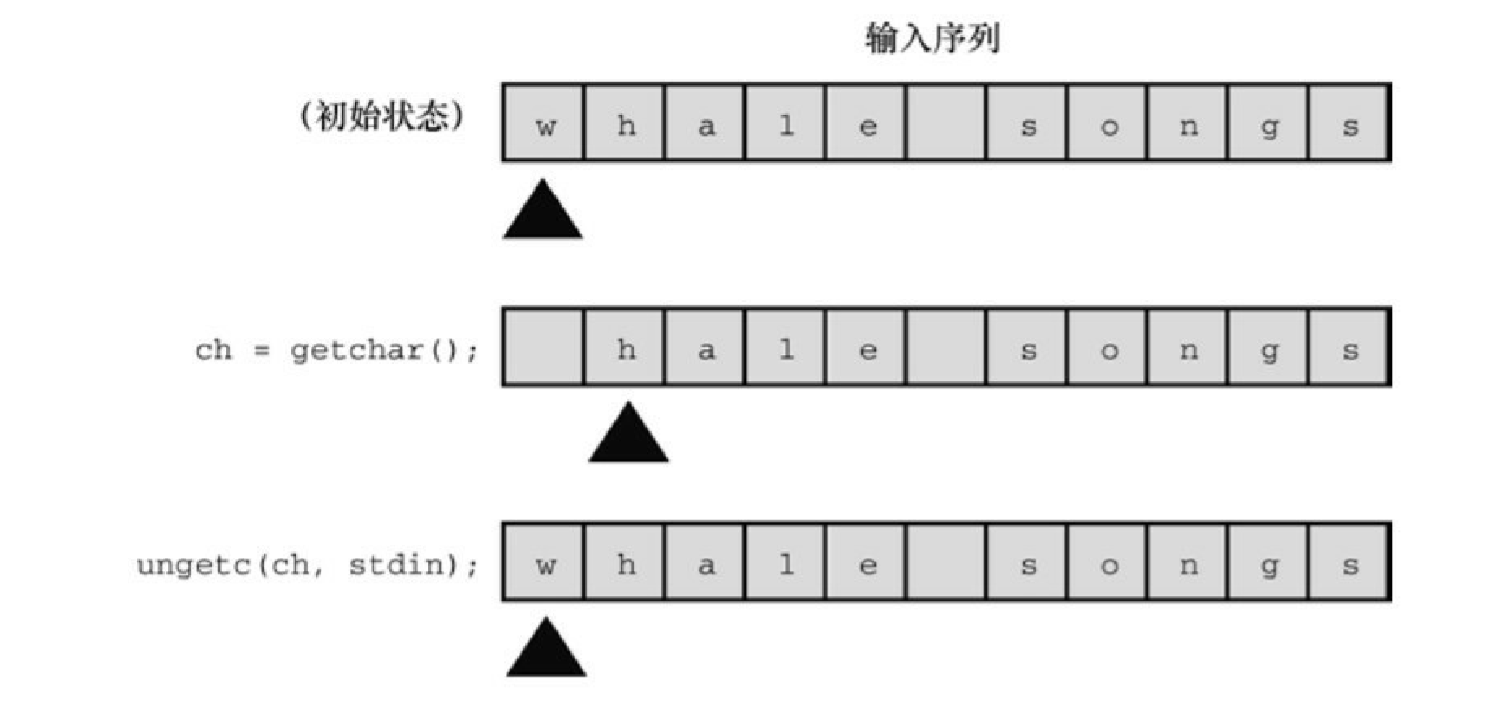 输入序列
（初始状态） w h a l e s o n g s
ch = getchar(); h a l e s o n g s
ungetc(ch, stdin); w h a l e s o n g s